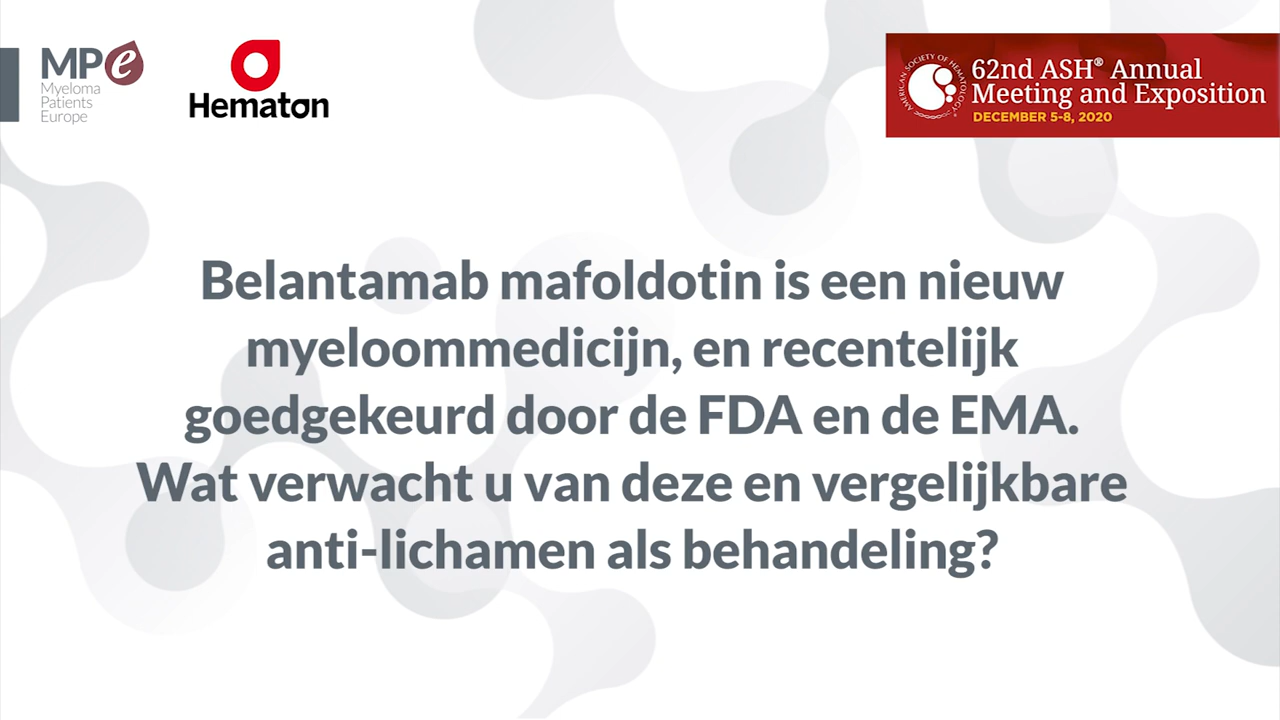 MPe
Myeloma
Patients
Europe
Hematon
AMERICAN SOCIETY OF HEMATOLOGY
62nd ASH® Annual
Meeting and Exposition
DECEMBER 5-8, 2020
Belantamab mafoldotin is een nieuw
myeloommedicijn, en recentelijk
goedgekeurd door de FDA en de EMA.
Wat verwacht u van deze en vergelijkbare
anti-lichamen als behandeling?